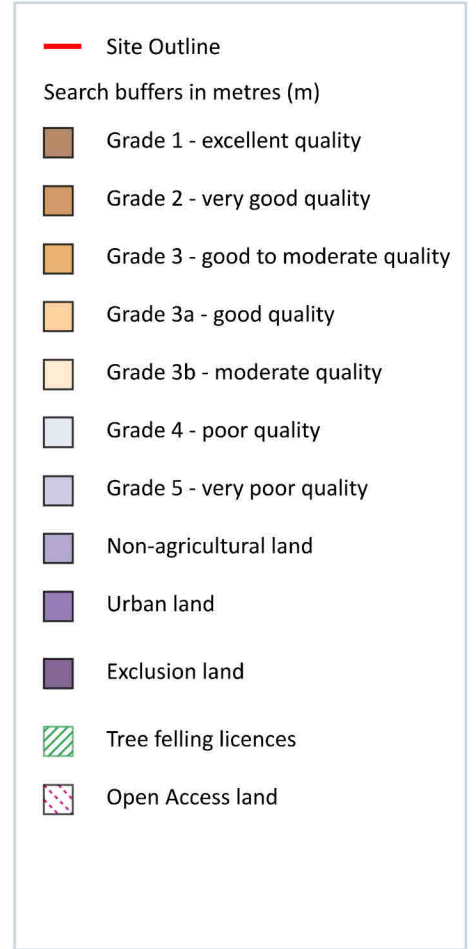 Site Outline
Search buffers in metres (m)
Grade 1 - excellent quality
Grade 2 - very good quality
Grade 3 - good to moderate quality
Grade 3a - good quality
Grade 3b - moderate quality
Grade 4 - poor quality
Grade 5 - very poor quality
Non-agricultural land
Urban land
Exclusion land
Tree felling licences
Open Access land